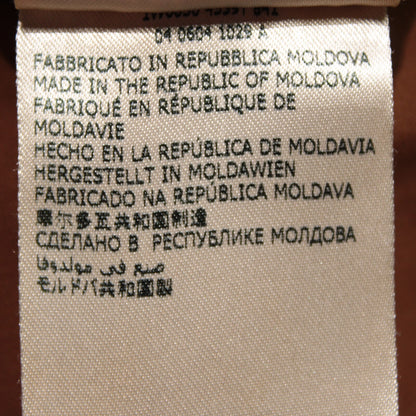 04 0604 1029 A
FABBRICATO IN REPUBBLICA MOLDOVA
MADE IN THE REPUBLIC OF MOLDOVA
FABRIQUÉ EN RÉPUBLIQUE DE
MOLDAVIE
HECHO EN LA REPÚBLICA DE MOLDAVIA
HERGESTELLT IN MOLDAWIEN
FABRICADO NA REPÚBLICA MOLDAVA
摩尔多瓦共和国制造
СДЕЛАНО В РЕСПУБЛИКЕ МОЛДОВА
صنع في مولدوفا
モルドバ共和国製